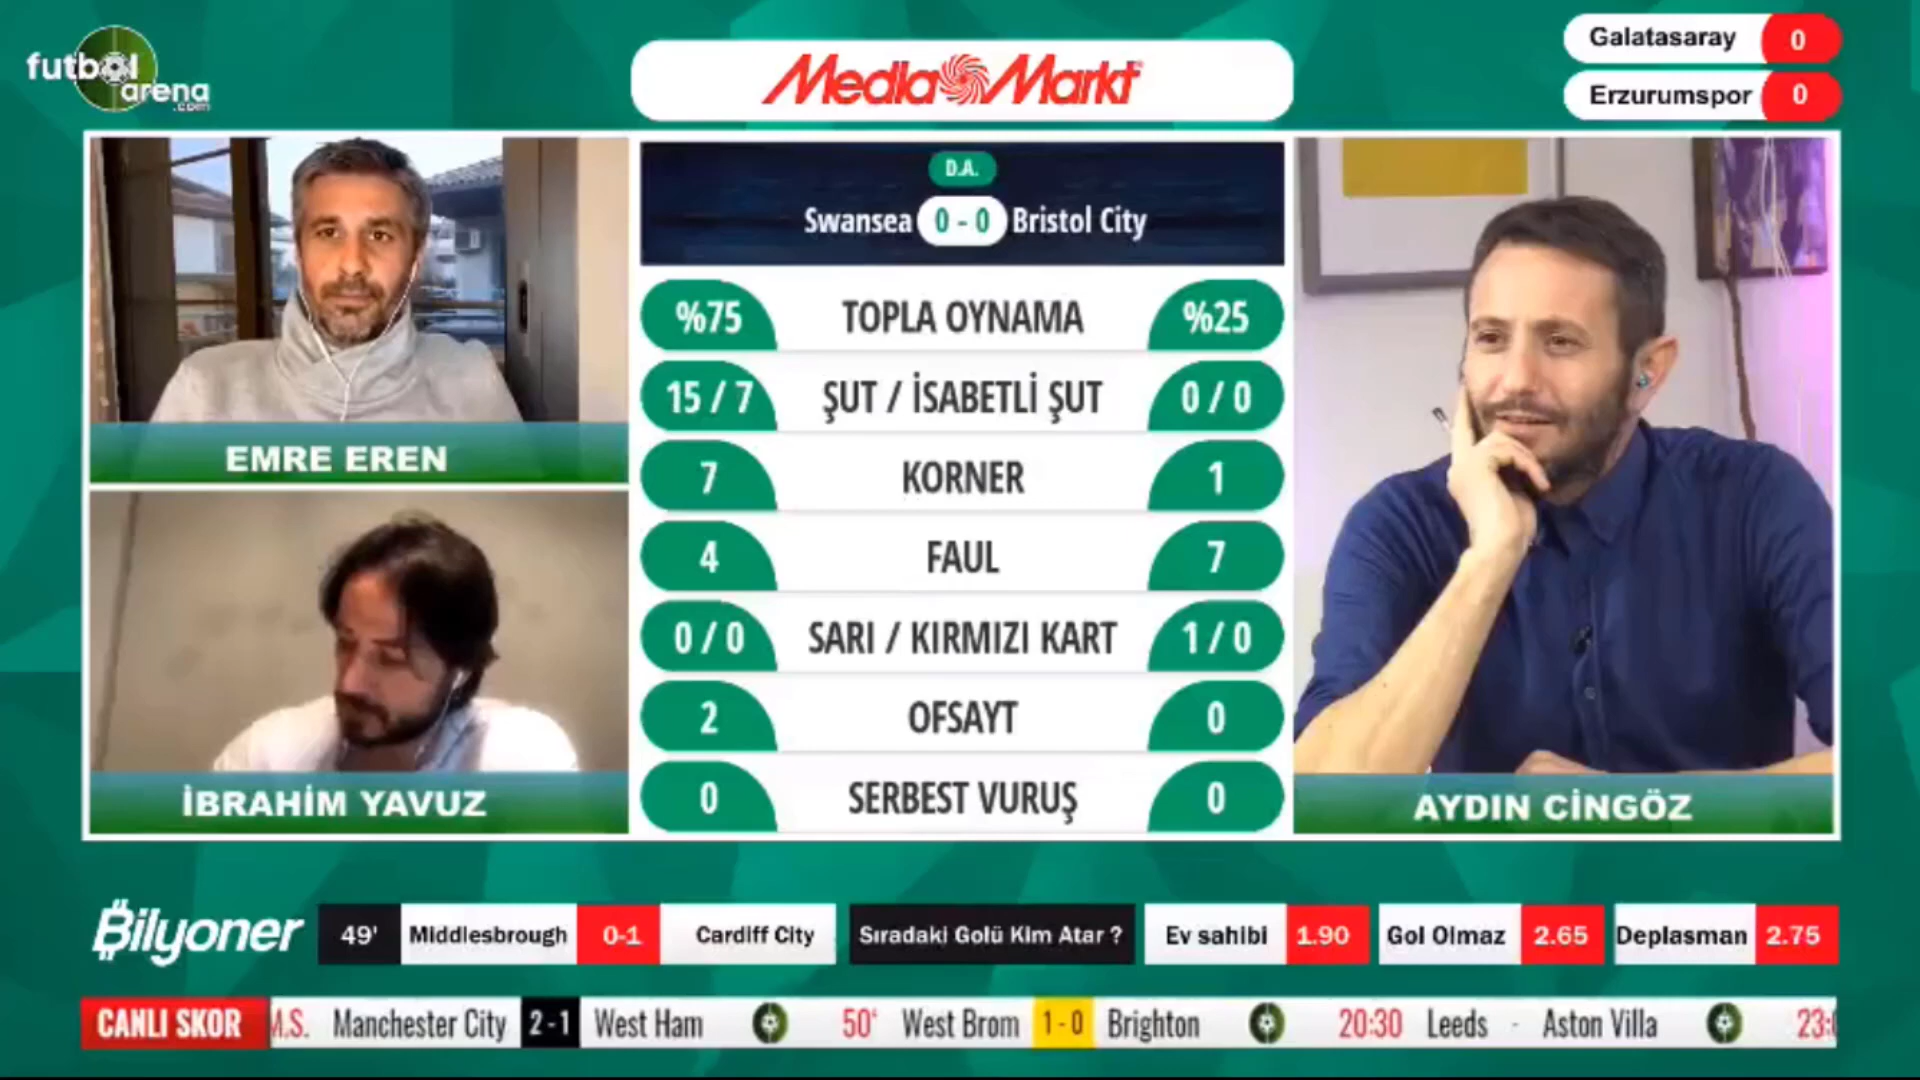 futbol
arena
.com
MediaMarkt
Galatasaray 0
Erzurumspor 0
D.A.
Swansea 0 - 0 Bristol City
%75 TOPLA OYNAMA %25
15 / 7 ŞUT / İSABETLİ ŞUT 0 / 0
7 KORNER 1
4 FAUL 7
0 / 0 SARI / KIRMIZI KART 1 / 0
2 OFSAYT 0
0 SERBEST VURUŞ 0
EMRE EREN
İBRAHİM YAVUZ
AYDIN CİNGÖZ
Bilyoner 49' Middlesbrough 0-1 Cardiff City Sıradaki Golü Kim Atar ? Ev sahibi 1.90 Gol Olmaz 2.65 Deplasman 2.75
CANLI SKOR M.S. Manchester City 2-1 West Ham 50' West Brom 1-0 Brighton 20:30 Leeds - Aston Villa